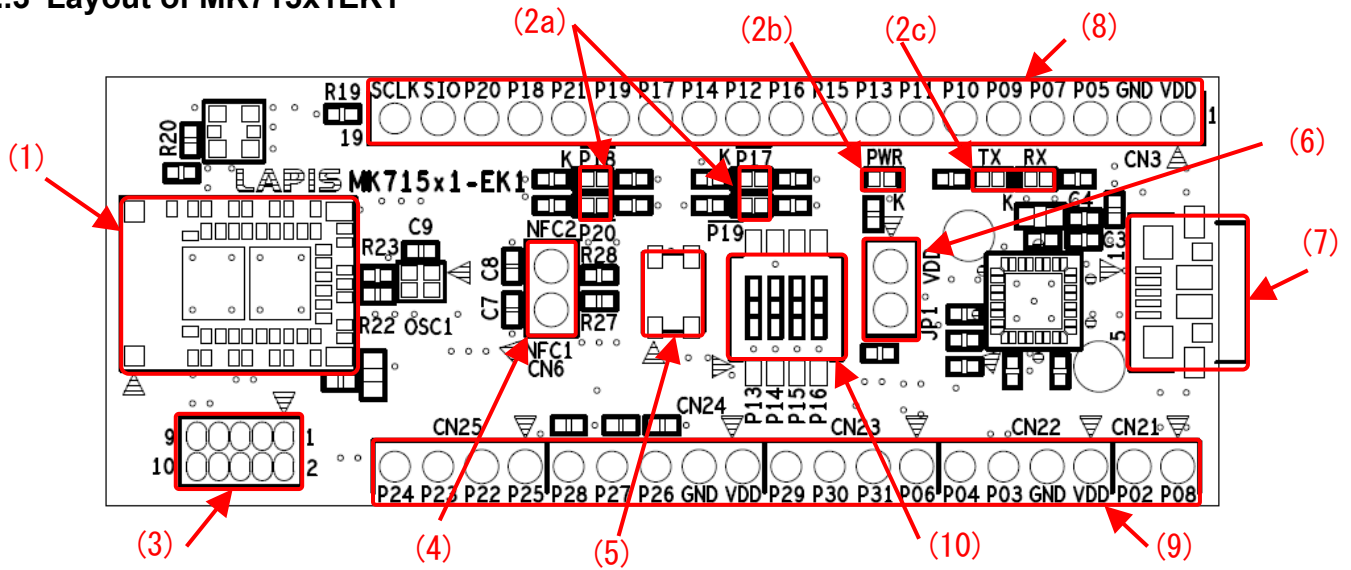 2.3 Layout of MK715x1EK1
(2a) (2b) (2c) (8)
R19 SCLK SIO P20 P18 P21 P19 P17 P14 P12 P16 P15 P13 P11 P10 P09 P07 P05 GND VDD
19 1
R20
(1) K P18 K P17 PWR TX RX CN3 (6)
LAPIS MK715x1-EK1
K K C4
P20 P19
C9 NFC2
R23 C8 R28 VDD C3 1 (7)
R22 OSC1 C7 R27 JP1 5
NFC1
CN6
P13 P14 P15 P16
9 1 CN25 CN24 CN23 CN22 CN21
10 2
P24 P23 P22 P25 P28 P27 P26 GND VDD P29 P30 P31 P06 P04 P03 GND VDD P02 P08
(3) (4) (5) (10) (9)